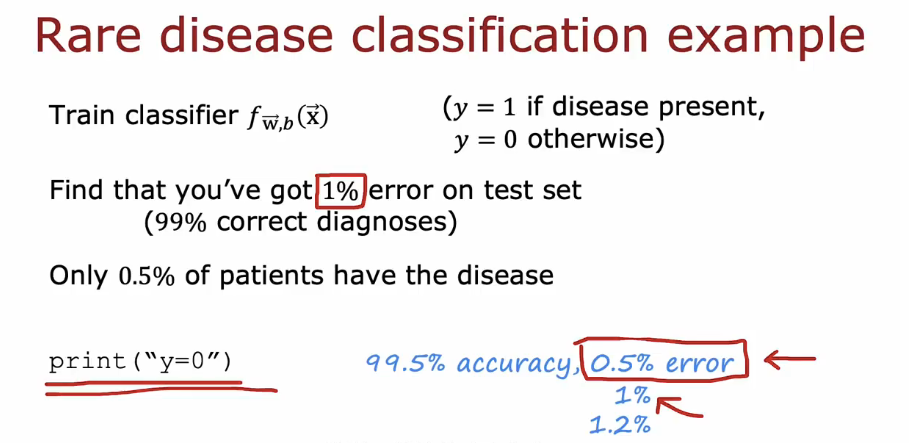 Rare disease classification example
Train classifier f_{w⃗,b}(x⃗)
(y = 1 if disease present,
y = 0 otherwise)
Find that you’ve got 1% error on test set
(99% correct diagnoses)
Only 0.5% of patients have the disease
print(“y=0”)
99.5% accuracy, 0.5% error
1%
1.2%